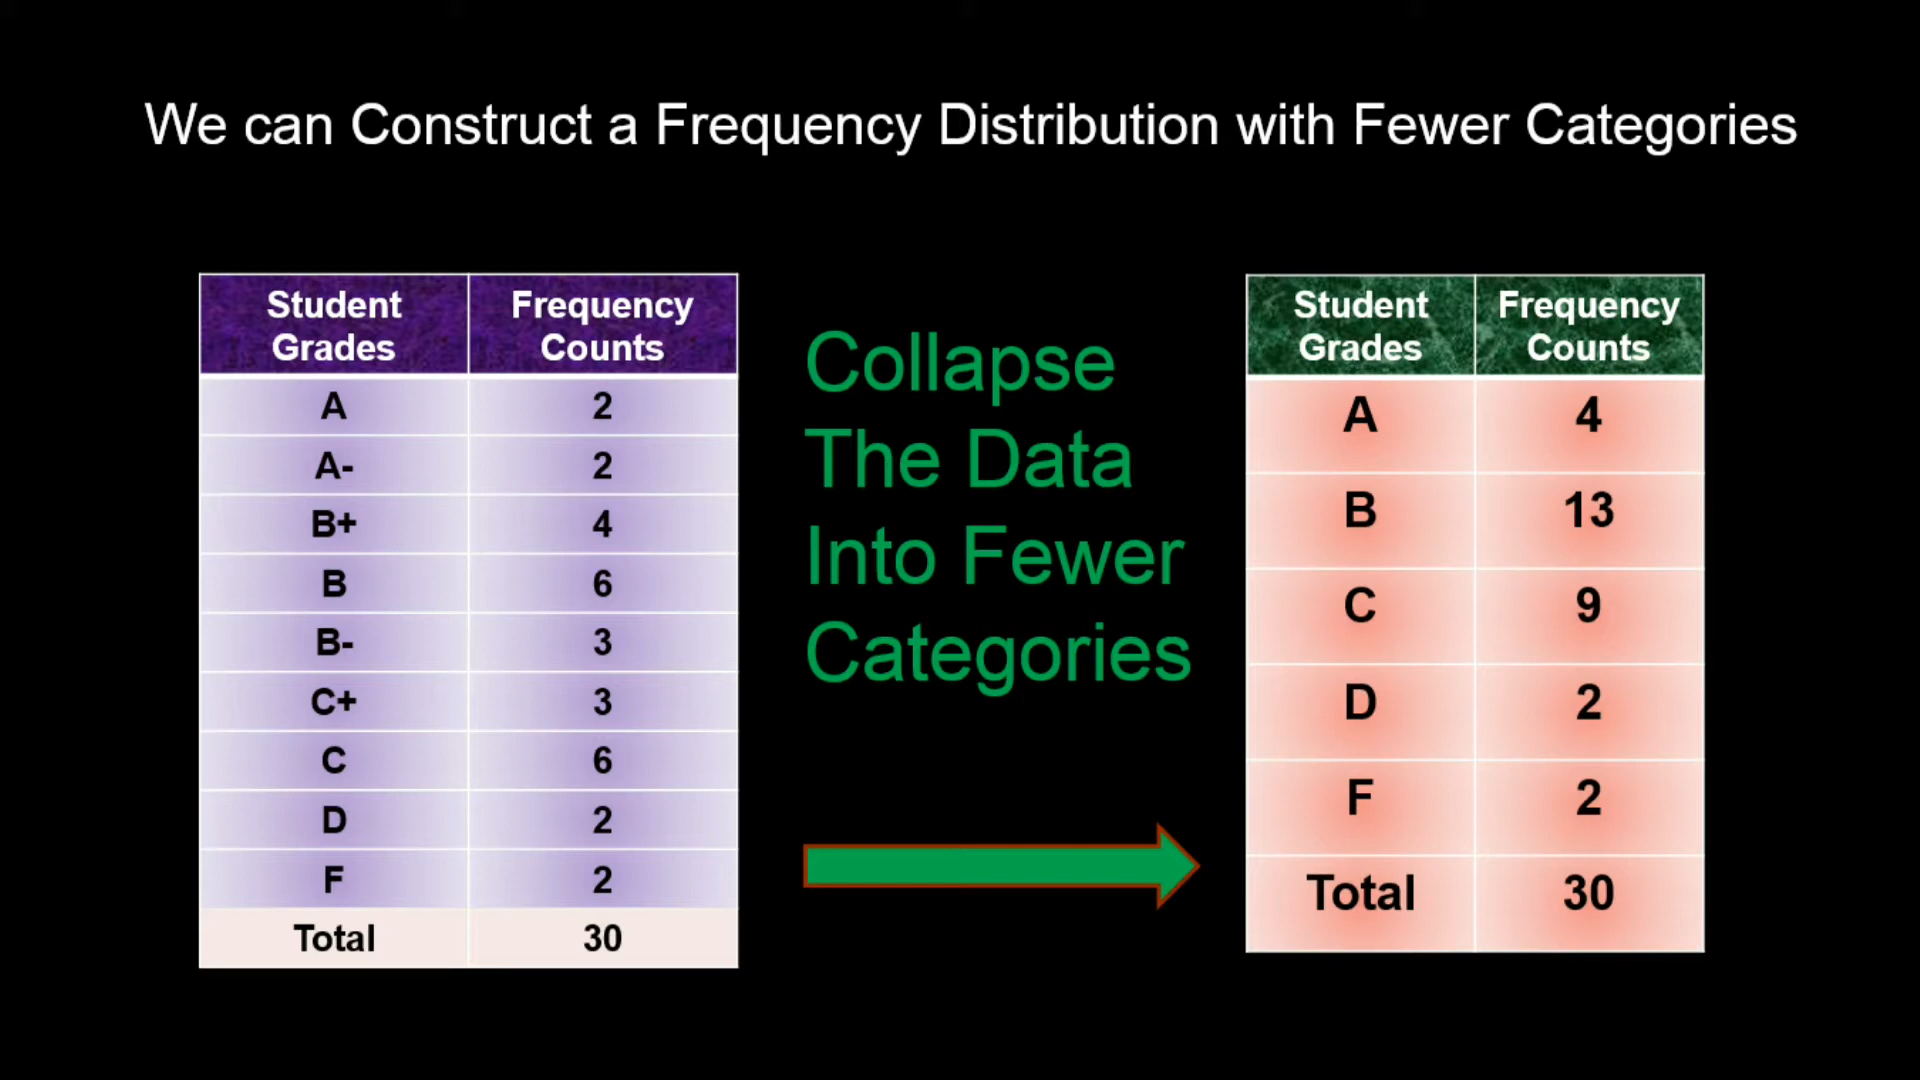 We can Construct a Frequency Distribution with Fewer Categories
Student Grades Frequency Counts
A 2
A- 2
B+ 4
B 6
B- 3
C+ 3
C 6
D 2
F 2
Total 30
Collapse
The Data
Into Fewer
Categories
Student Grades Frequency Counts
A 4
B 13
C 9
D 2
F 2
Total 30